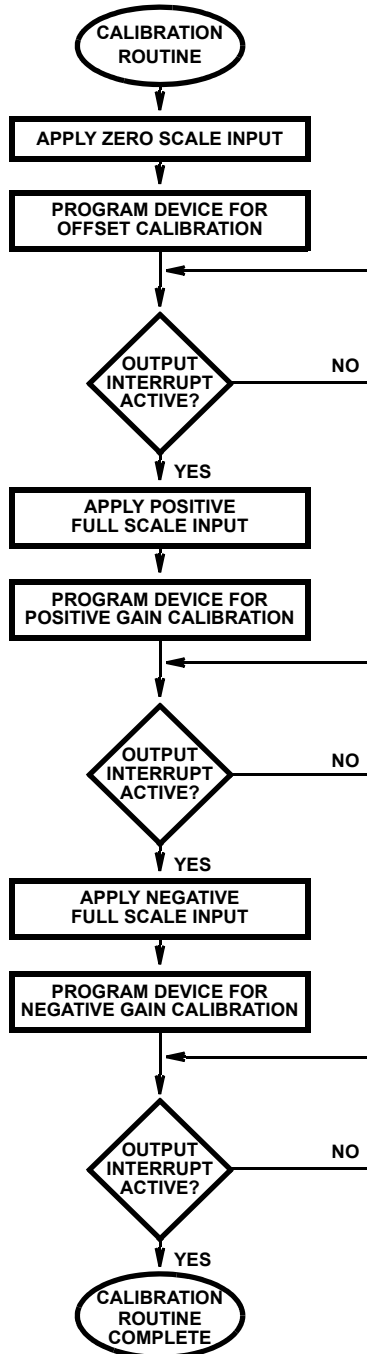 CALIBRATION
ROUTINE
APPLY ZERO SCALE INPUT
PROGRAM DEVICE FOR
OFFSET CALIBRATION
OUTPUT
INTERRUPT
ACTIVE?
NO
YES
APPLY POSITIVE
FULL SCALE INPUT
PROGRAM DEVICE FOR
POSITIVE GAIN CALIBRATION
OUTPUT
INTERRUPT
ACTIVE?
NO
YES
APPLY NEGATIVE
FULL SCALE INPUT
PROGRAM DEVICE FOR
NEGATIVE GAIN CALIBRATION
OUTPUT
INTERRUPT
ACTIVE?
NO
YES
CALIBRATION
ROUTINE
COMPLETE